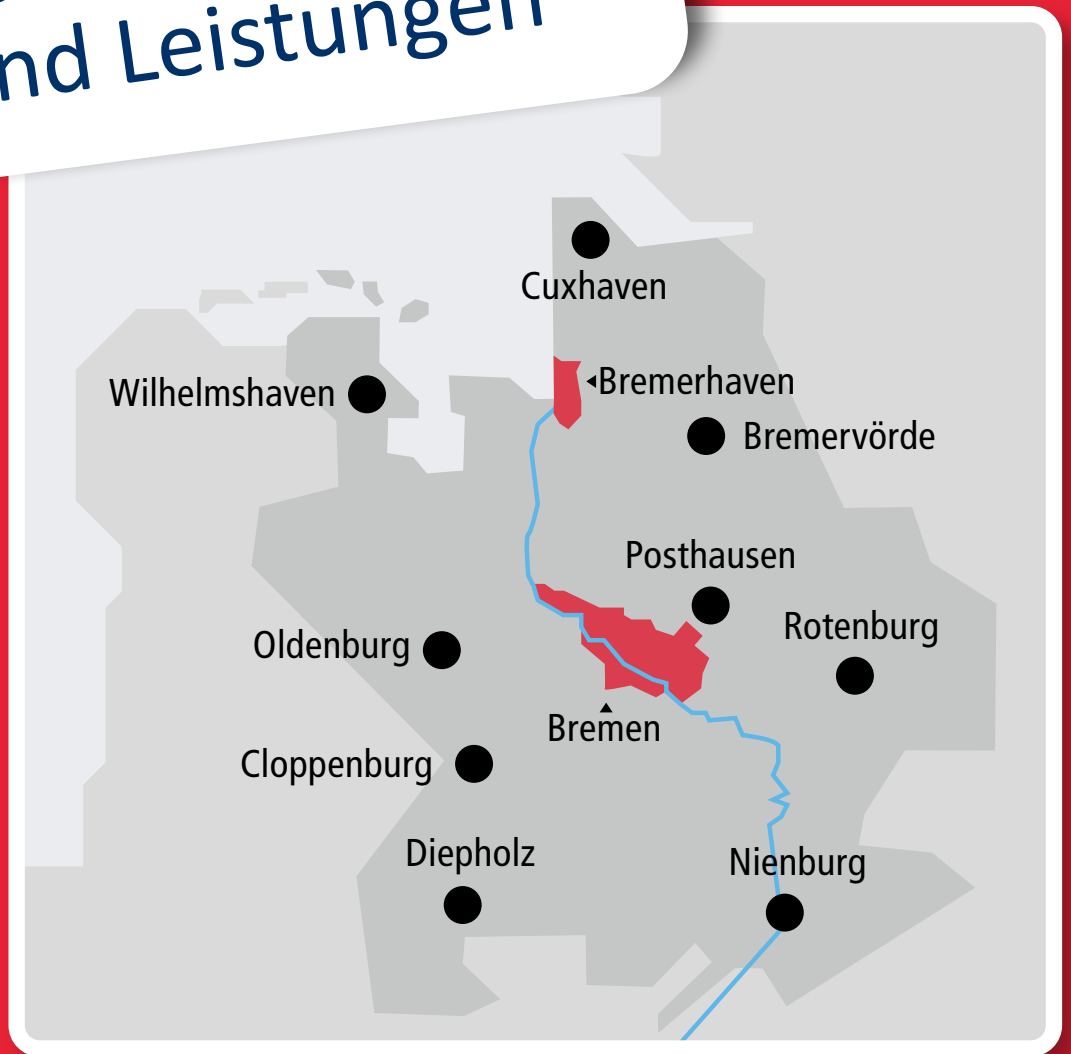 nd Leistungen
Cuxhaven
Bremerhaven
Wilhelmshaven
Bremervörde
Posthausen
Rotenburg
Oldenburg
Bremen
Cloppenburg
Diepholz
Nienburg